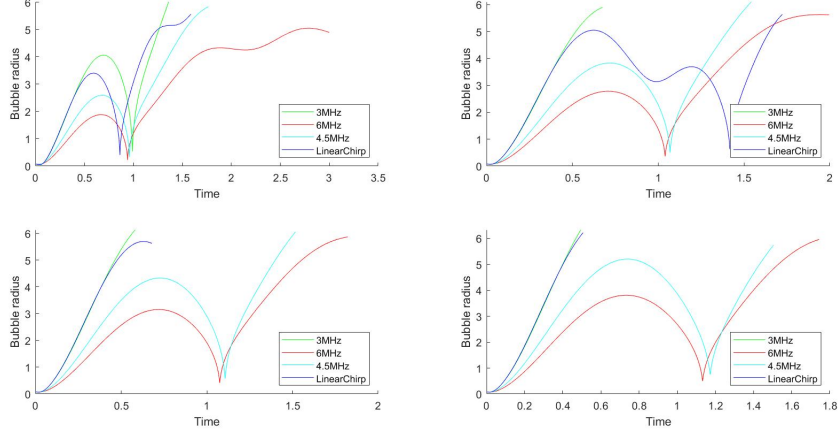 6
5
4
3
2
1
0
Bubble radius
0 0.5 1 1.5 2 2.5 3 3.5
Time
3MHz
6MHz
4.5MHz
LinearChirp
6
5
4
3
2
1
0
Bubble radius
0 0.5 1 1.5 2
Time
3MHz
6MHz
4.5MHz
LinearChirp
6
5
4
3
2
1
0
Bubble radius
0 0.5 1 1.5 2
Time
3MHz
6MHz
4.5MHz
LinearChirp
6
5
4
3
2
1
0
Bubble radius
0 0.2 0.4 0.6 0.8 1 1.2 1.4 1.6 1.8
Time
3MHz
6MHz
4.5MHz
LinearChirp